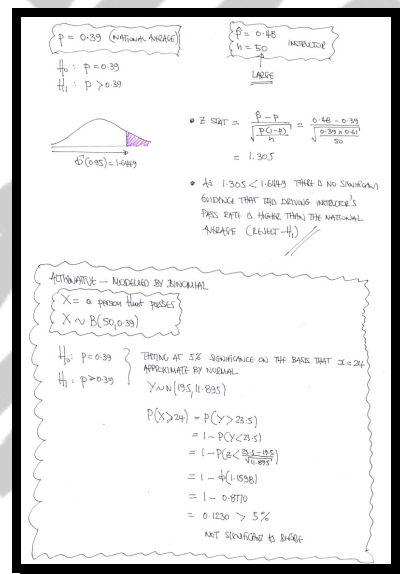 p = 0.39 (NATIONAL AVERAGE)
H₀ : p = 0.39
H₁ : p > 0.39
p̂ = 0.48
n = 50
INSTRUCTOR
LARGE
Φ⁻¹(0.95) = 1.6449
• Z STAT = (p̂ − p) / √(p(1−p)/n) = (0.48 − 0.39) / √(0.39 × 0.61 / 50)
= 1.305
• AS 1.305 < 1.6449 THERE IS NO SIGNIFICANT
EVIDENCE THAT THIS DRIVING INSTRUCTOR'S
PASS RATE IS HIGHER THAN THE NATIONAL
AVERAGE (REJECT H₁)
ALTERNATIVE — MODELLED BY BINOMIAL
X = a person that passes
X ~ B(50, 0.39)
H₀ : p = 0.39
H₁ : p > 0.39
TESTING AT 5% SIGNIFICANCE ON THE BASIS THAT x = 24
APPROXIMATE BY NORMAL
Y ~ N(19.5, 11.895)
P(X ≥ 24) = P(Y > 23.5)
= 1 − P(Y < 23.5)
= 1 − P(Z < (23.5 − 19.5)/√11.895)
= 1 − Φ(1.1598)
= 1 − 0.8770
= 0.1230 > 5%
NOT SIGNIFICANT AS BEFORE